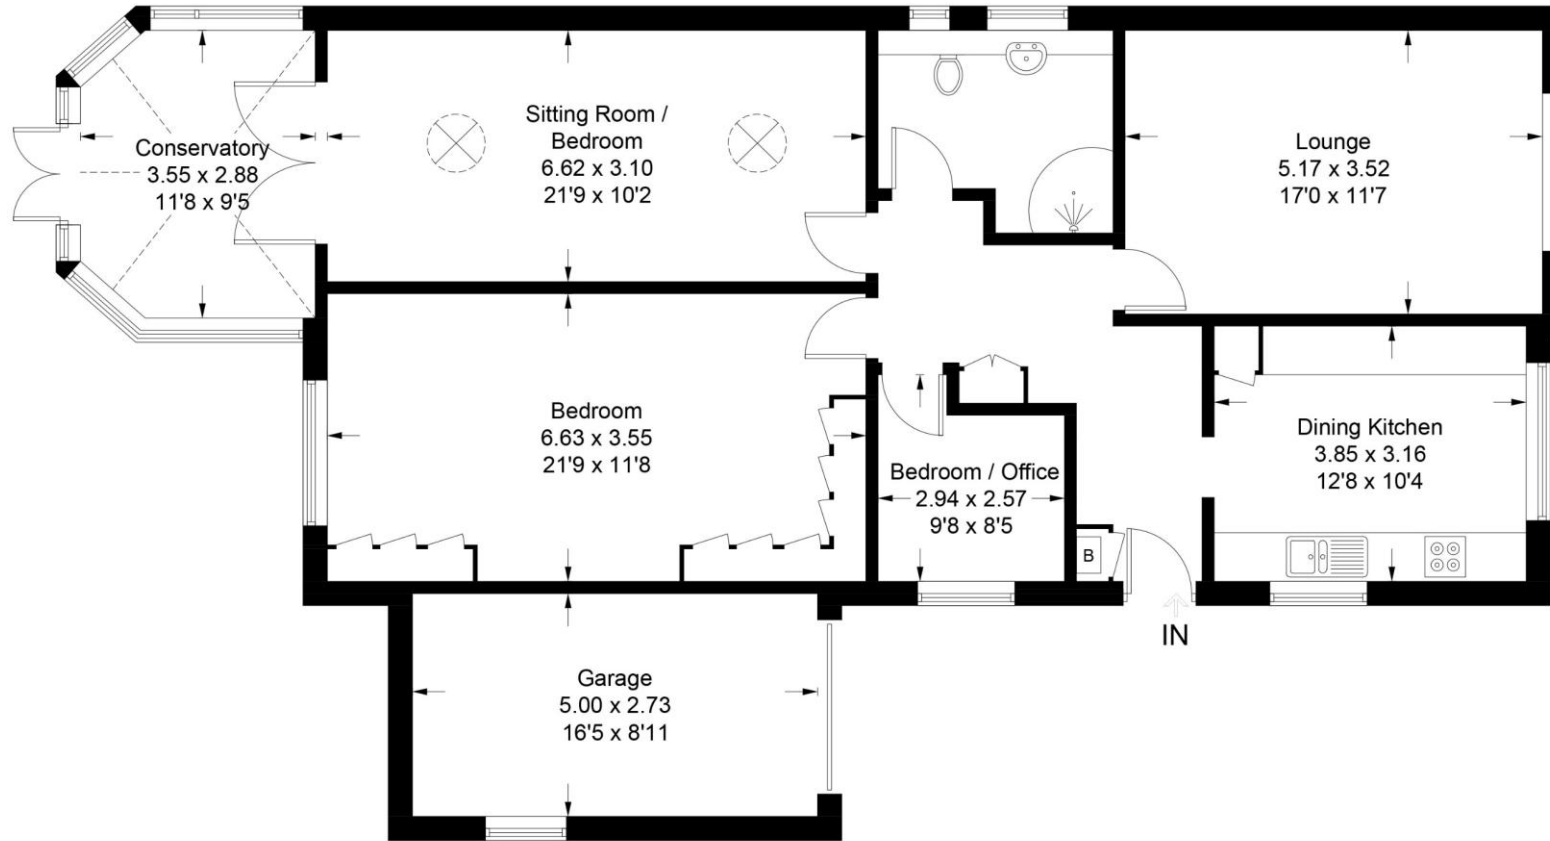 Conservatory
3.55 x 2.88
11'8 x 9'5
Sitting Room /
Bedroom
6.62 x 3.10
21'9 x 10'2
Lounge
5.17 x 3.52
17'0 x 11'7
Bedroom
6.63 x 3.55
21'9 x 11'8
Bedroom / Office
2.94 x 2.57
9'8 x 8'5
Dining Kitchen
3.85 x 3.16
12'8 x 10'4
B
IN
Garage
5.00 x 2.73
16'5 x 8'11